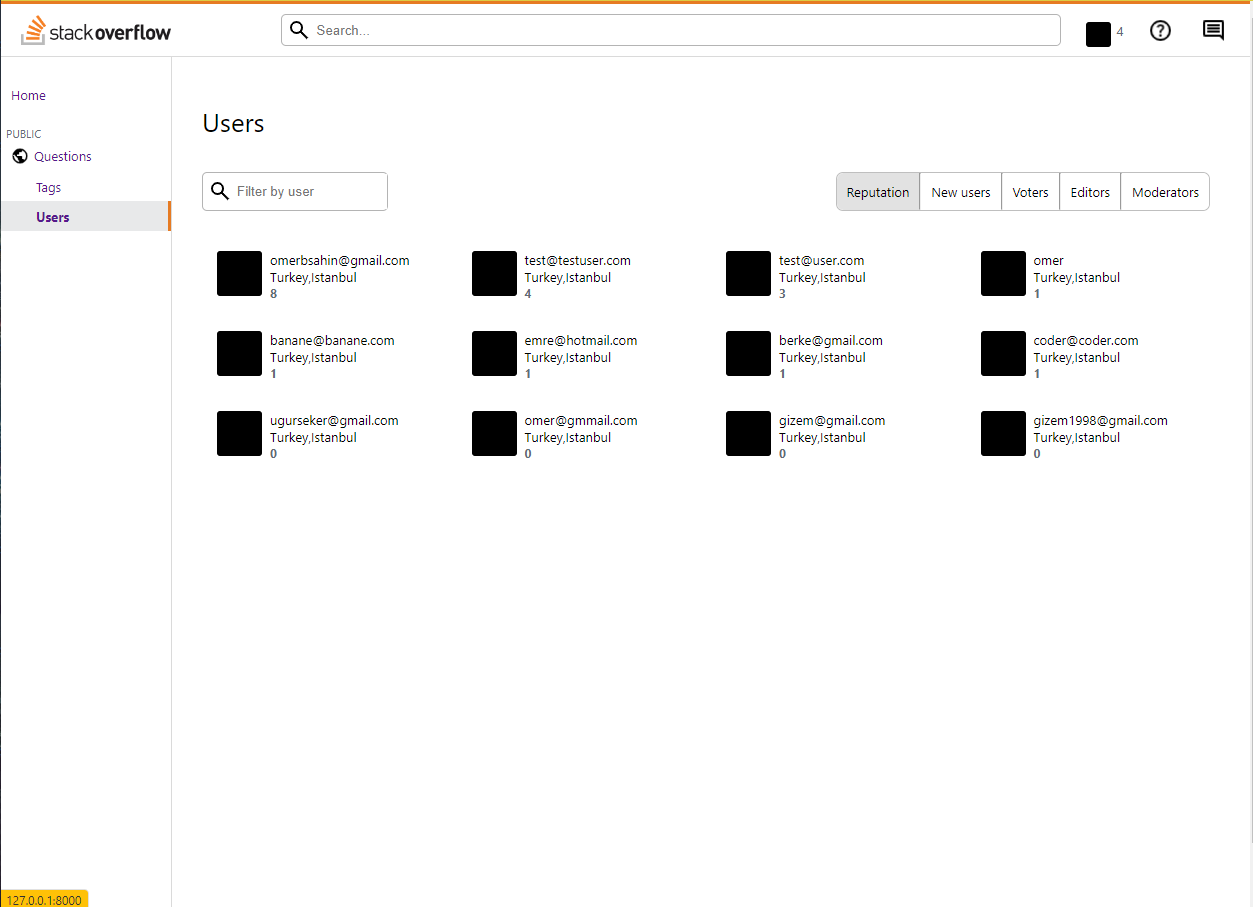 stackoverflow
Search...
4
Home
PUBLIC
Questions
Tags
Users
Users
Filter by user
Reputation New users Voters Editors Moderators
omerbsahin@gmail.com
Turkey,Istanbul
8
test@testuser.com
Turkey,Istanbul
4
test@user.com
Turkey,Istanbul
3
omer
Turkey,Istanbul
1
banane@banane.com
Turkey,Istanbul
1
emre@hotmail.com
Turkey,Istanbul
1
berke@gmail.com
Turkey,Istanbul
1
coder@coder.com
Turkey,Istanbul
1
ugurseker@gmail.com
Turkey,Istanbul
0
omer@gmmail.com
Turkey,Istanbul
0
gizem@gmail.com
Turkey,Istanbul
0
gizem1998@gmail.com
Turkey,Istanbul
0
127.0.0.1:8000